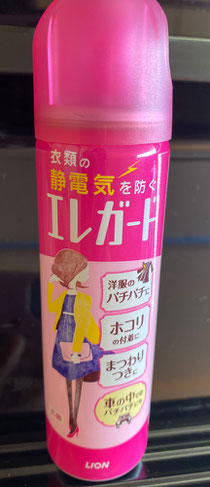 衣類の
静電気を防ぐ
エレガード
洋服の
パチパチに
ホコリ
の付着に
まつわり
つきに
車の中の
パチパチに
LION